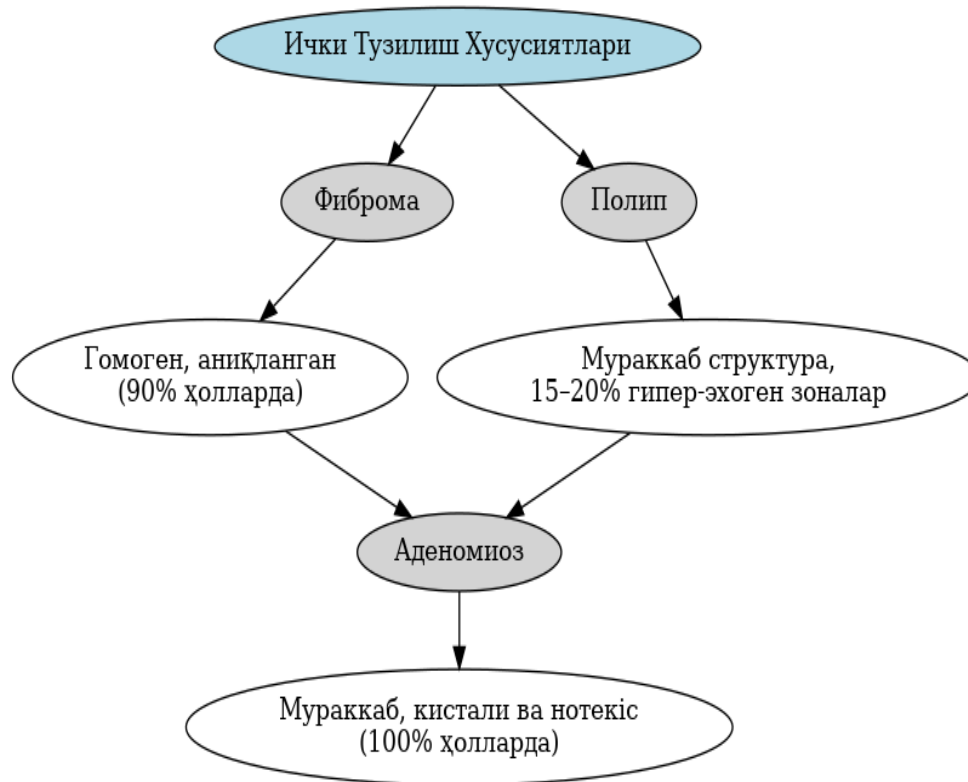 Ички Тузилиш Хусусиятлари
Фиброма
Полип
Гомоген, аниқланган
(90% ҳолларда)
Мураккаб структура,
15–20% гипер-эхоген зоналар
Аденомиоз
Мураккаб, кистали ва нотекіс
(100% ҳолларда)